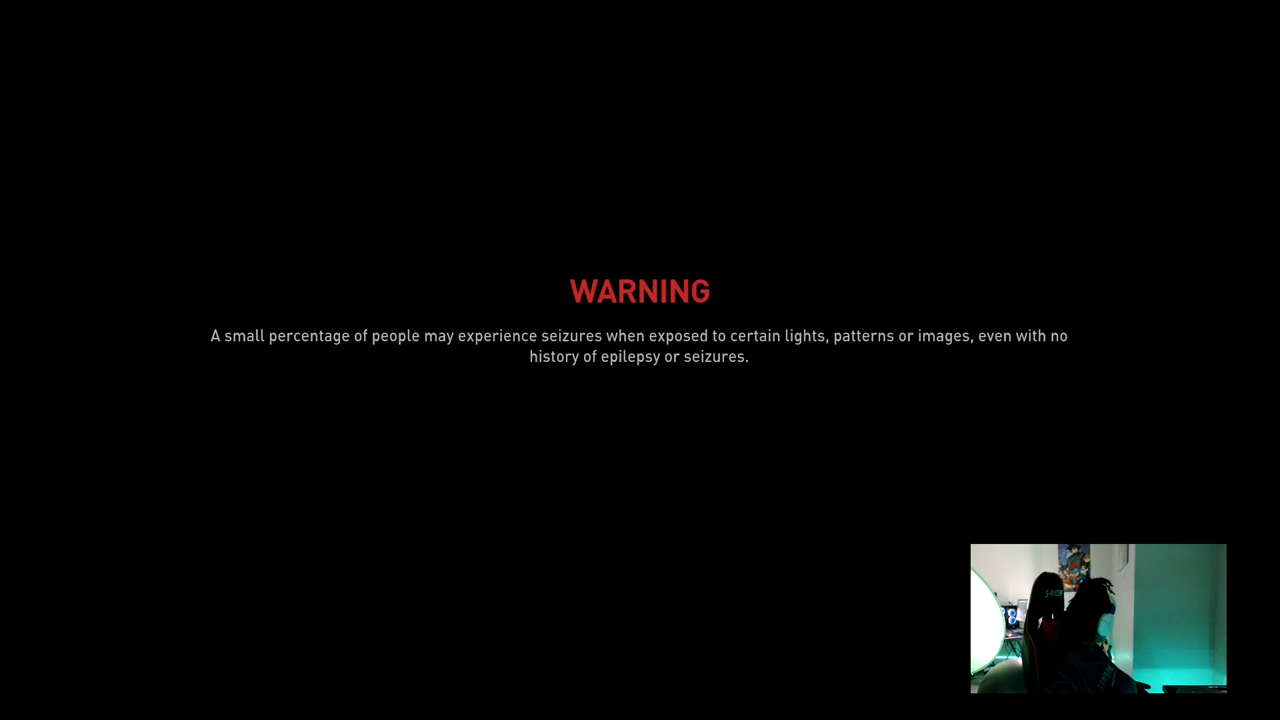 WARNING
A small percentage of people may experience seizures when exposed to certain lights, patterns or images, even with no
history of epilepsy or seizures.